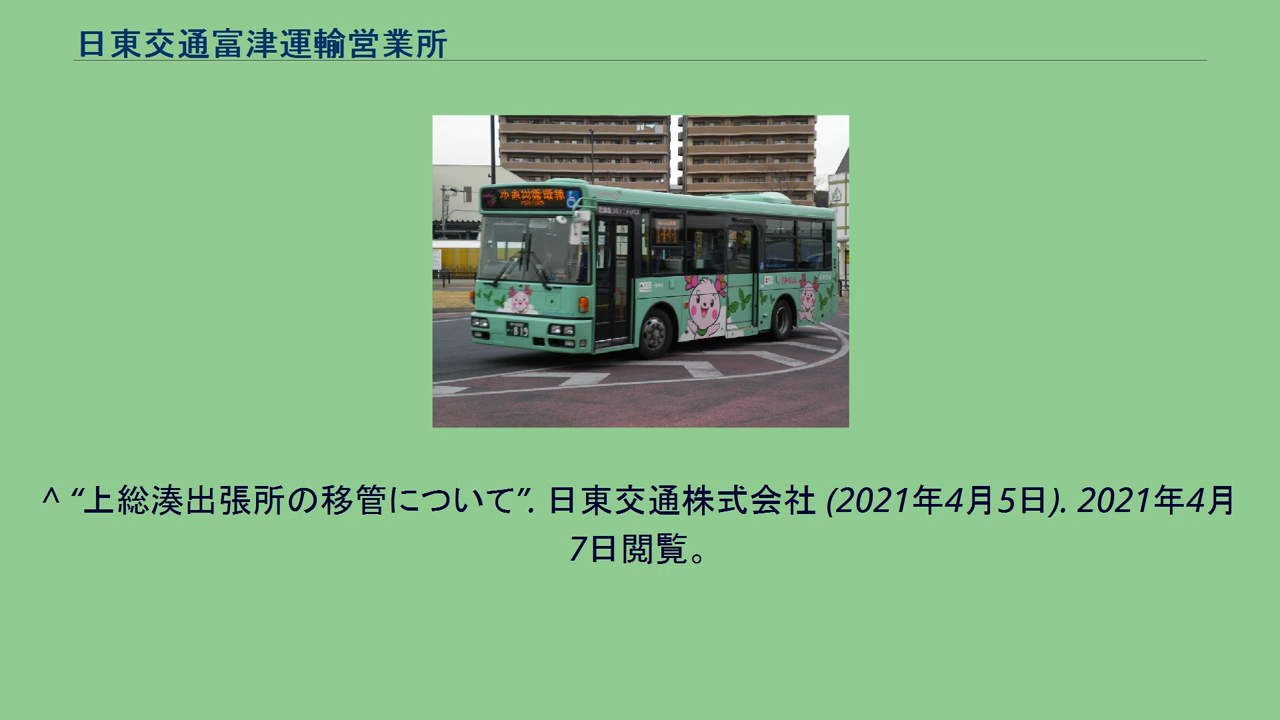 日東交通富津運輸営業所
819
^ “上総湊出張所の移管について”. 日東交通株式会社 (2021年4月5日). 2021年4月
7日閲覧。